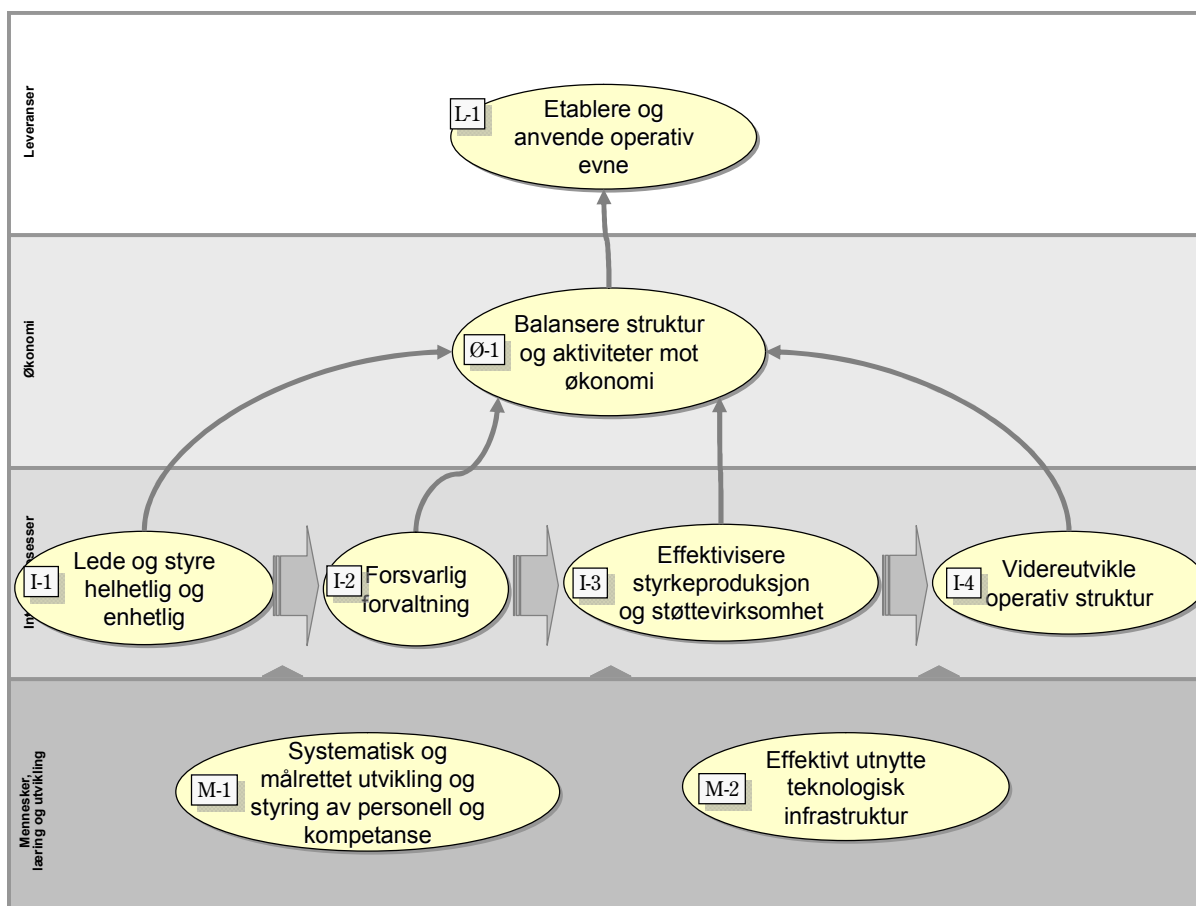 Leveranser
L-1
Etablere og
anvende operativ
evne
Økonomi
Ø-1
Balansere struktur
og aktiviteter mot
økonomi
I-1
Lede og styre
helhetlig og
enhetlig
I-2
Forsvarlig
forvaltning
I-3
Effektivisere
styrkeproduksjon
og støttevirksomhet
I-4
Videreutvikle
operativ struktur
Mennesker,
læring og utvikling
M-1
Systematisk og
målrettet utvikling og
styring av personell og
kompetanse
M-2
Effektivt utnytte
teknologisk
infrastruktur